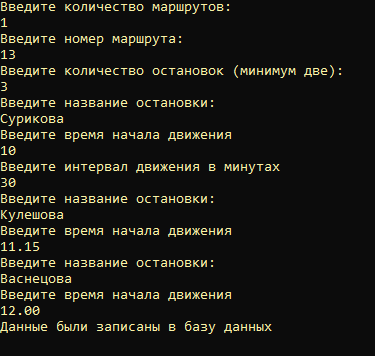 Введите количество маршрутов:
1
Введите номер маршрута:
13
Введите количество остановок (минимум две):
3
Введите название остановки:
Сурикова
Введите время начала движения
10
Введите интервал движения в минутах
30
Введите название остановки:
Кулешова
Введите время начала движения
11.15
Введите название остановки:
Васнецова
Введите время начала движения
12.00
Данные были записаны в базу данных